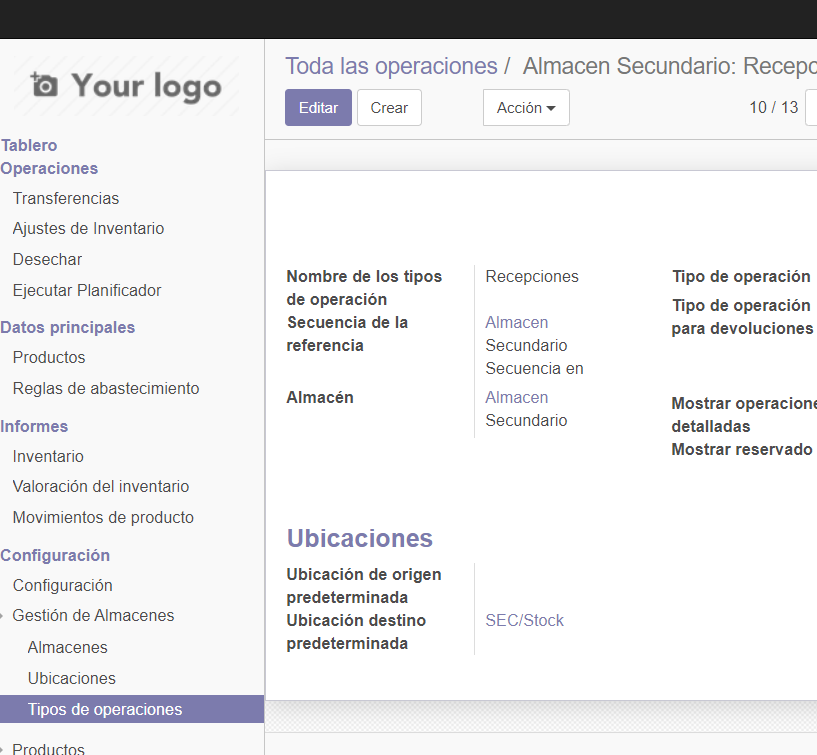 Your logo
Tablero
Operaciones
Transferencias
Ajustes de Inventario
Desechar
Ejecutar Planificador
Datos principales
Productos
Reglas de abastecimiento
Informes
Inventario
Valoración del inventario
Movimientos de producto
Configuración
Configuración
Gestión de Almacenes
Almacenes
Ubicaciones
Tipos de operaciones
Productos
Toda las operaciones / Almacen Secundario: Recepc
Editar Crear Acción 10 / 13
Nombre de los tipos
de operación
Recepciones
Secuencia de la
referencia
Almacen
Secundario
Secuencia en
Almacén
Almacen
Secundario
Tipo de operación
Tipo de operación
para devoluciones
Mostrar operacione
detalladas
Mostrar reservado
Ubicaciones
Ubicación de origen
predeterminada
Ubicación destino
predeterminada
SEC/Stock